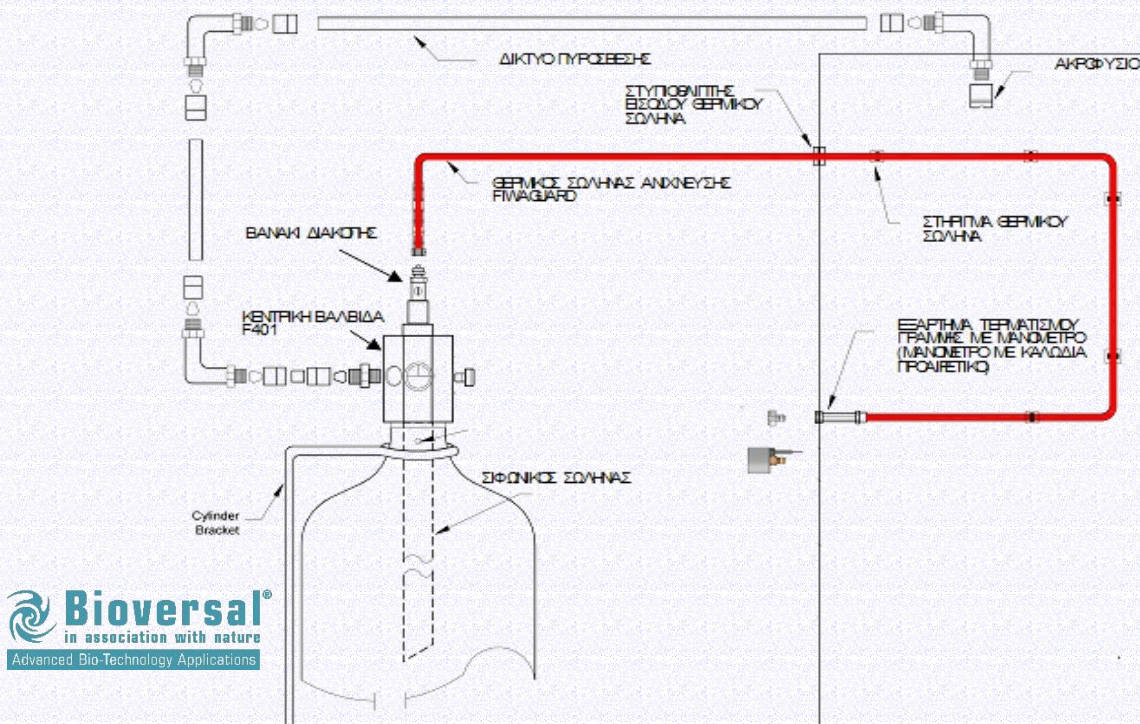 ΔΙΚΤΥΟ ΠΥΡΟΣΒΕΣΗΣ
ΑΚΡΟΦΥΣΙΟ
ΣΤΥΠΙΟΘΛΙΠΤΗΣ
ΕΙΣΟΔΟΥ ΘΕΡΜΙΚΟΥ
ΣΩΛΗΝΑ
ΘΕΡΜΙΚΟΣ ΣΩΛΗΝΑΣ ΑΝΙΧΝΕΥΣΗΣ
FIWAGUARD
ΣΤΗΡΙΓΜΑ ΘΕΡΜΙΚΟΥ
ΣΩΛΗΝΑ
ΒΑΝΑΚΙ ΔΙΑΚΟΠΗΣ
ΚΕΝΤΡΙΚΗ ΒΑΛΒΙΔΑ
F401
ΕΞΑΡΤΗΜΑ ΤΕΡΜΑΤΙΣΜΟΥ
ΓΡΑΜΜΗΣ ΜΕ ΜΑΝΟΜΕΤΡΟ
(ΜΑΝΟΜΕΤΡΟ ΜΕ ΚΑΛΩΔΙΑ
ΠΡΟΑΙΡΕΤΙΚΟ)
ΣΙΦΩΝΙΚΟΣ ΣΩΛΗΝΑΣ
Cylinder
Bracket
Bioversal®
in association with nature
Advanced Bio-Technology Applications